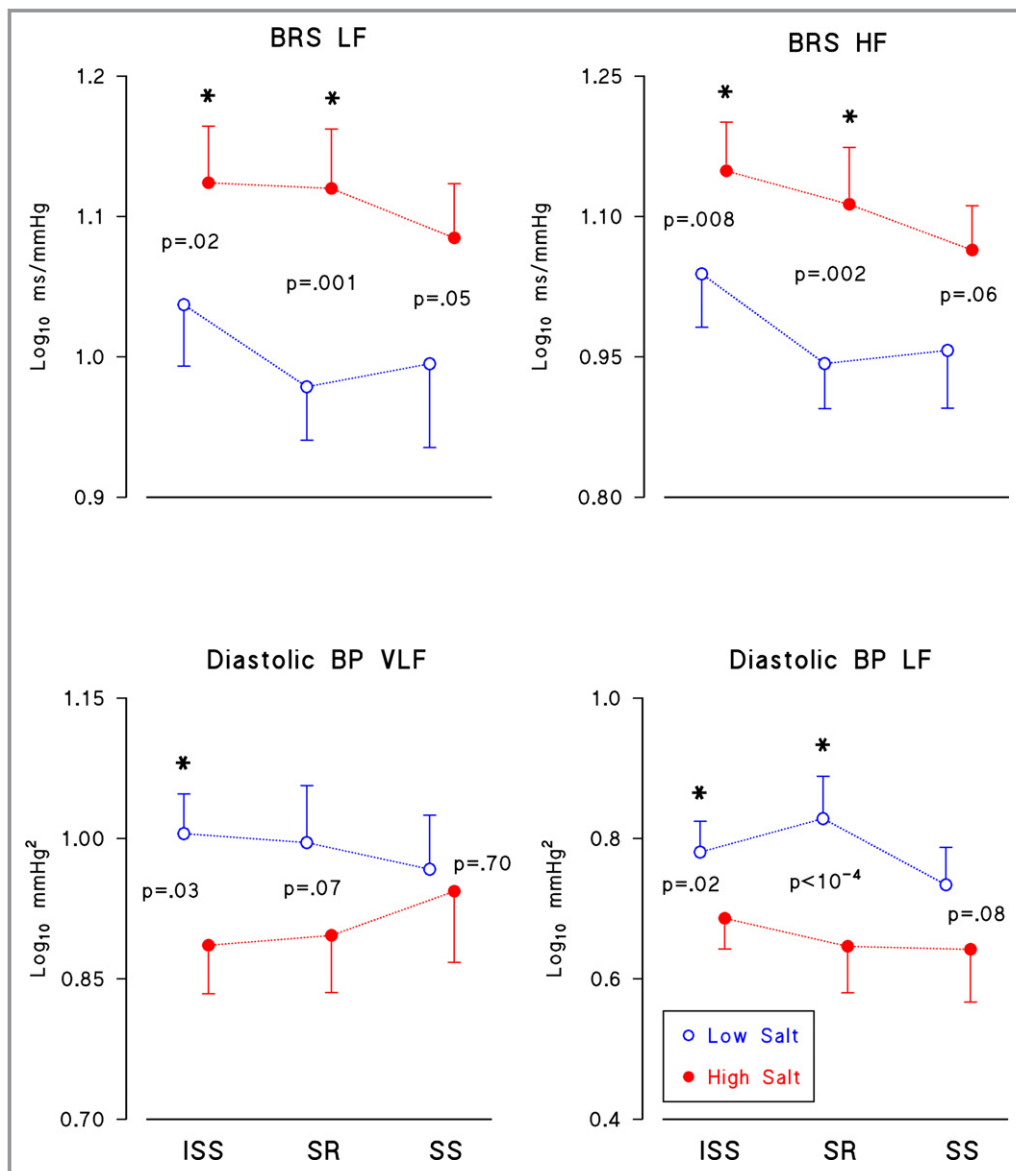 BRS LF
1.2
1.1
1.0
0.9
Log₁₀ ms/mmHg
*
*
p=.02
p=.001
p=.05
BRS HF
1.25
1.10
0.95
0.80
Log₁₀ ms/mmHg
*
*
p=.008
p=.002
p=.06
Diastolic BP VLF
1.15
1.00
0.85
0.70
Log₁₀ mmHg²
*
p=.03
p=.07
p=.70
ISS SR SS
Diastolic BP LF
1.0
0.8
0.6
0.4
Log₁₀ mmHg²
*
*
p=.02
p<10⁻⁴
p=.08
Low Salt
High Salt
ISS SR SS